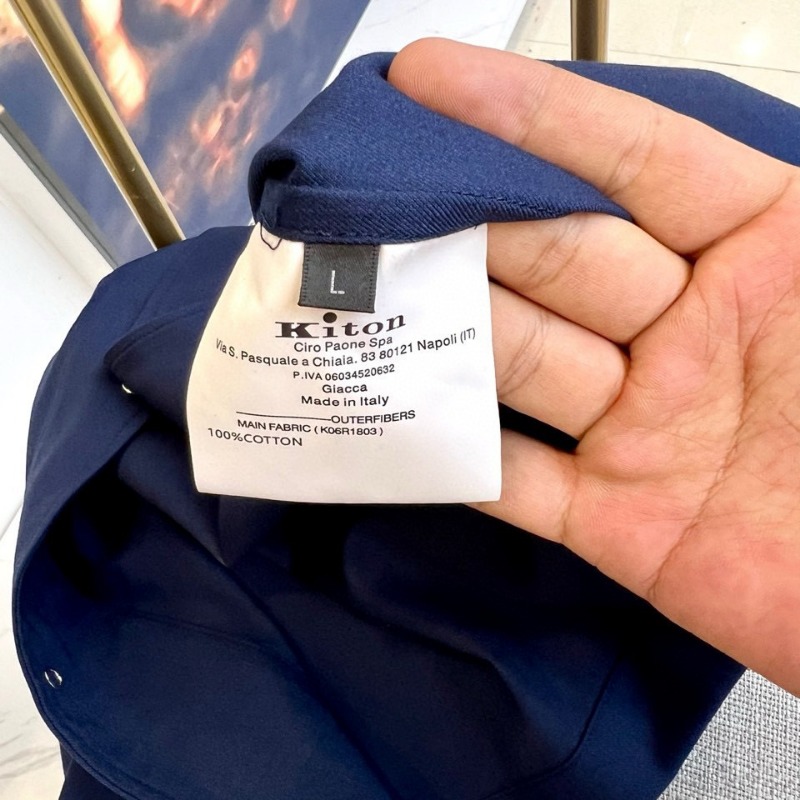 L
Kiton
Ciro Paone Spa
Via S. Pasquale a Chiaia. 83 80121 Napoli (IT)
P.IVA 06034520632
Giacca
Made in Italy
OUTERFIBERS
MAIN FABRIC ( K06R1803 )
100%COTTON